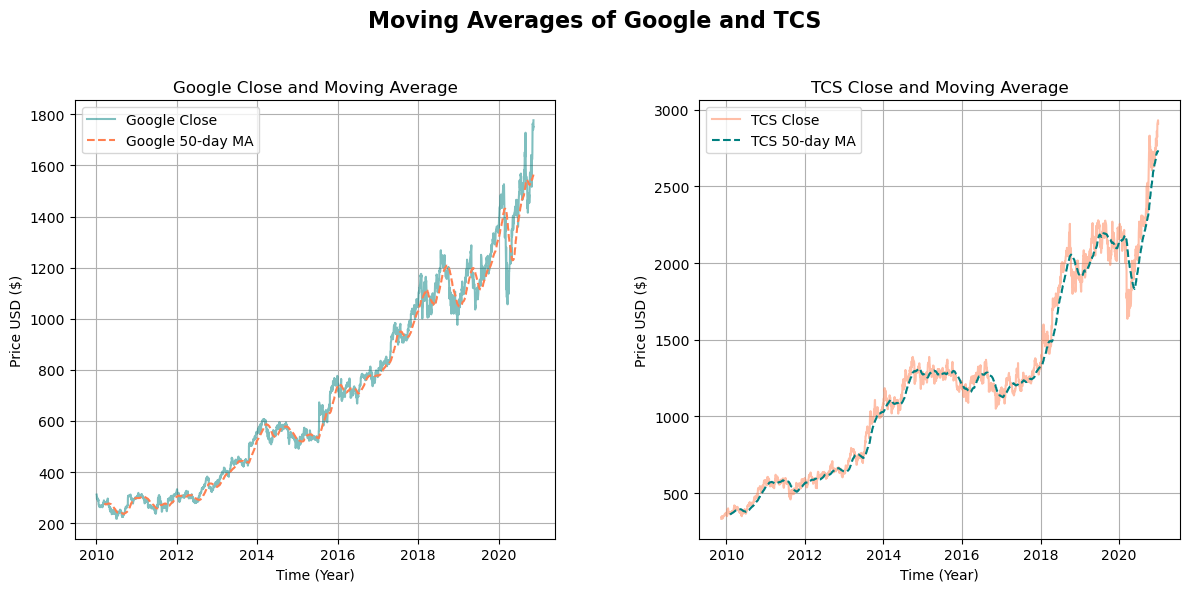 Moving Averages of Google and TCS
Google Close and Moving Average
Google Close
Google 50-day MA
Price USD ($)
1800
1600
1400
1200
1000
800
600
400
200
2010 2012 2014 2016 2018 2020
Time (Year)
TCS Close and Moving Average
TCS Close
TCS 50-day MA
Price USD ($)
3000
2500
2000
1500
1000
500
2010 2012 2014 2016 2018 2020
Time (Year)